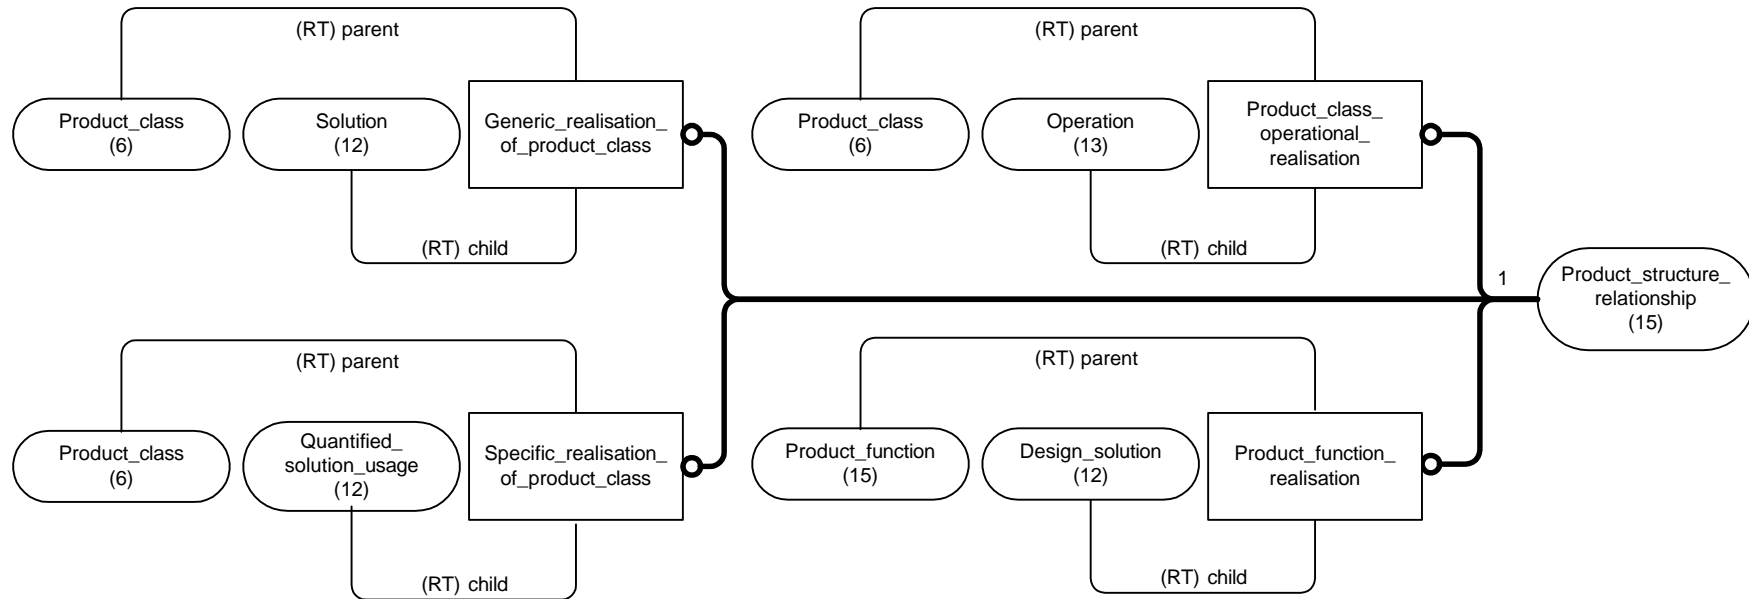 (RT) parent
Product_class
(6)
Solution
(12)
Generic_realisation_
of_product_class
(RT) child
(RT) parent
Product_class
(6)
Operation
(13)
Product_class_
operational_
realisation
(RT) child
1
Product_structure_
relationship
(15)
(RT) parent
Product_class
(6)
Quantified_
solution_usage
(12)
Specific_realisation_
of_product_class
(RT) child
(RT) parent
Product_function
(15)
Design_solution
(12)
Product_function_
realisation
(RT) child